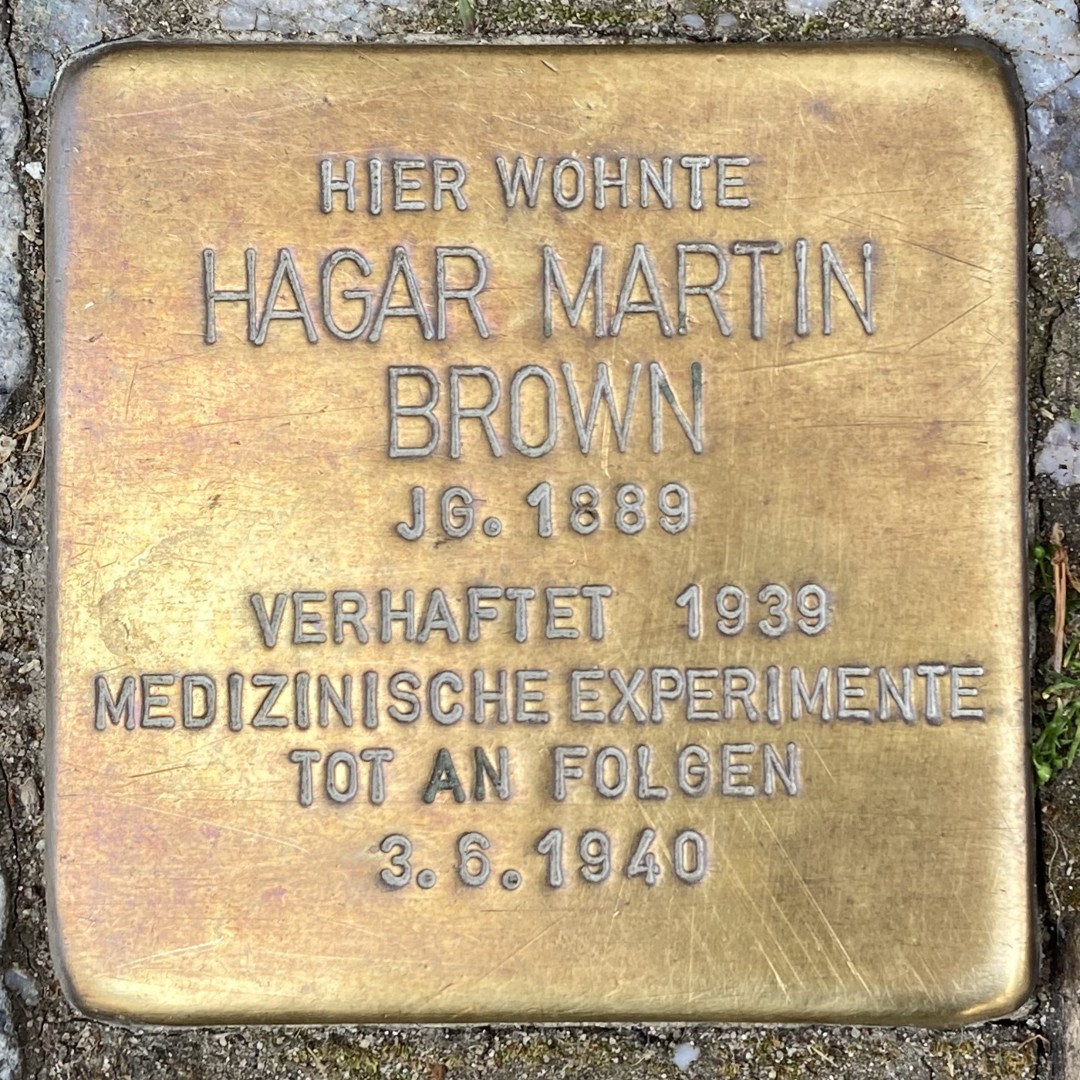 HIER WOHNTE
HAGAR MARTIN
BROWN
JG. 1889
VERHAFTET 1939
MEDIZINISCHE EXPERIMENTE
TOT AN FOLGEN
3.6.1940